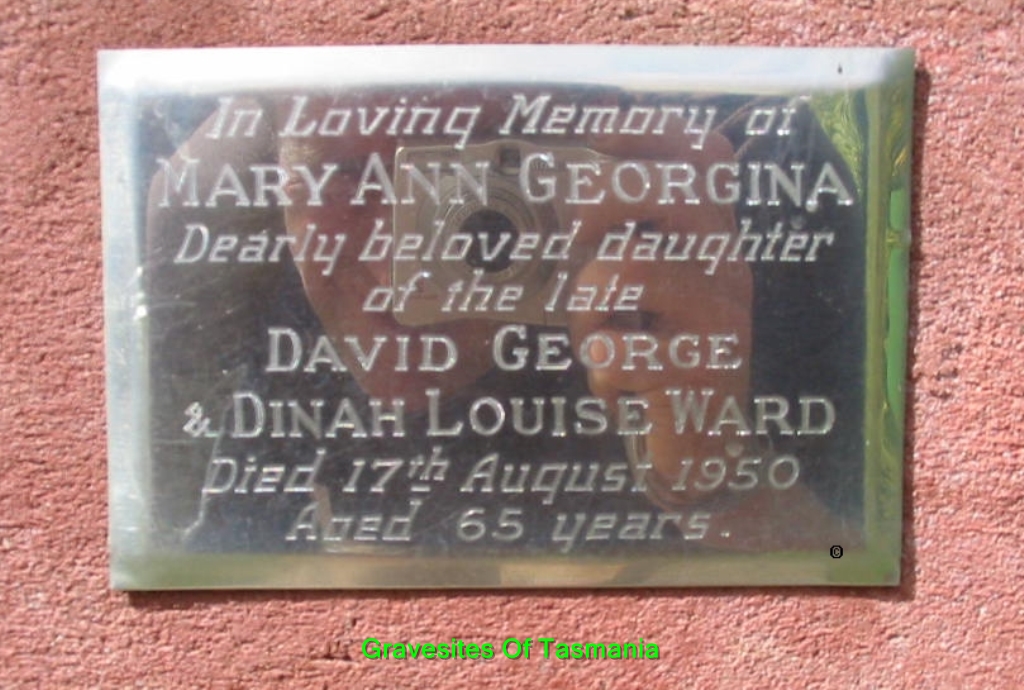 In Loving Memory of
MARY ANN GEORGINA
Dearly beloved daughter
of the late
DAVID GEORGE
& DINAH LOUISE WARD
Died 17th August 1950
Aged 65 years.
©
Gravesites Of Tasmania